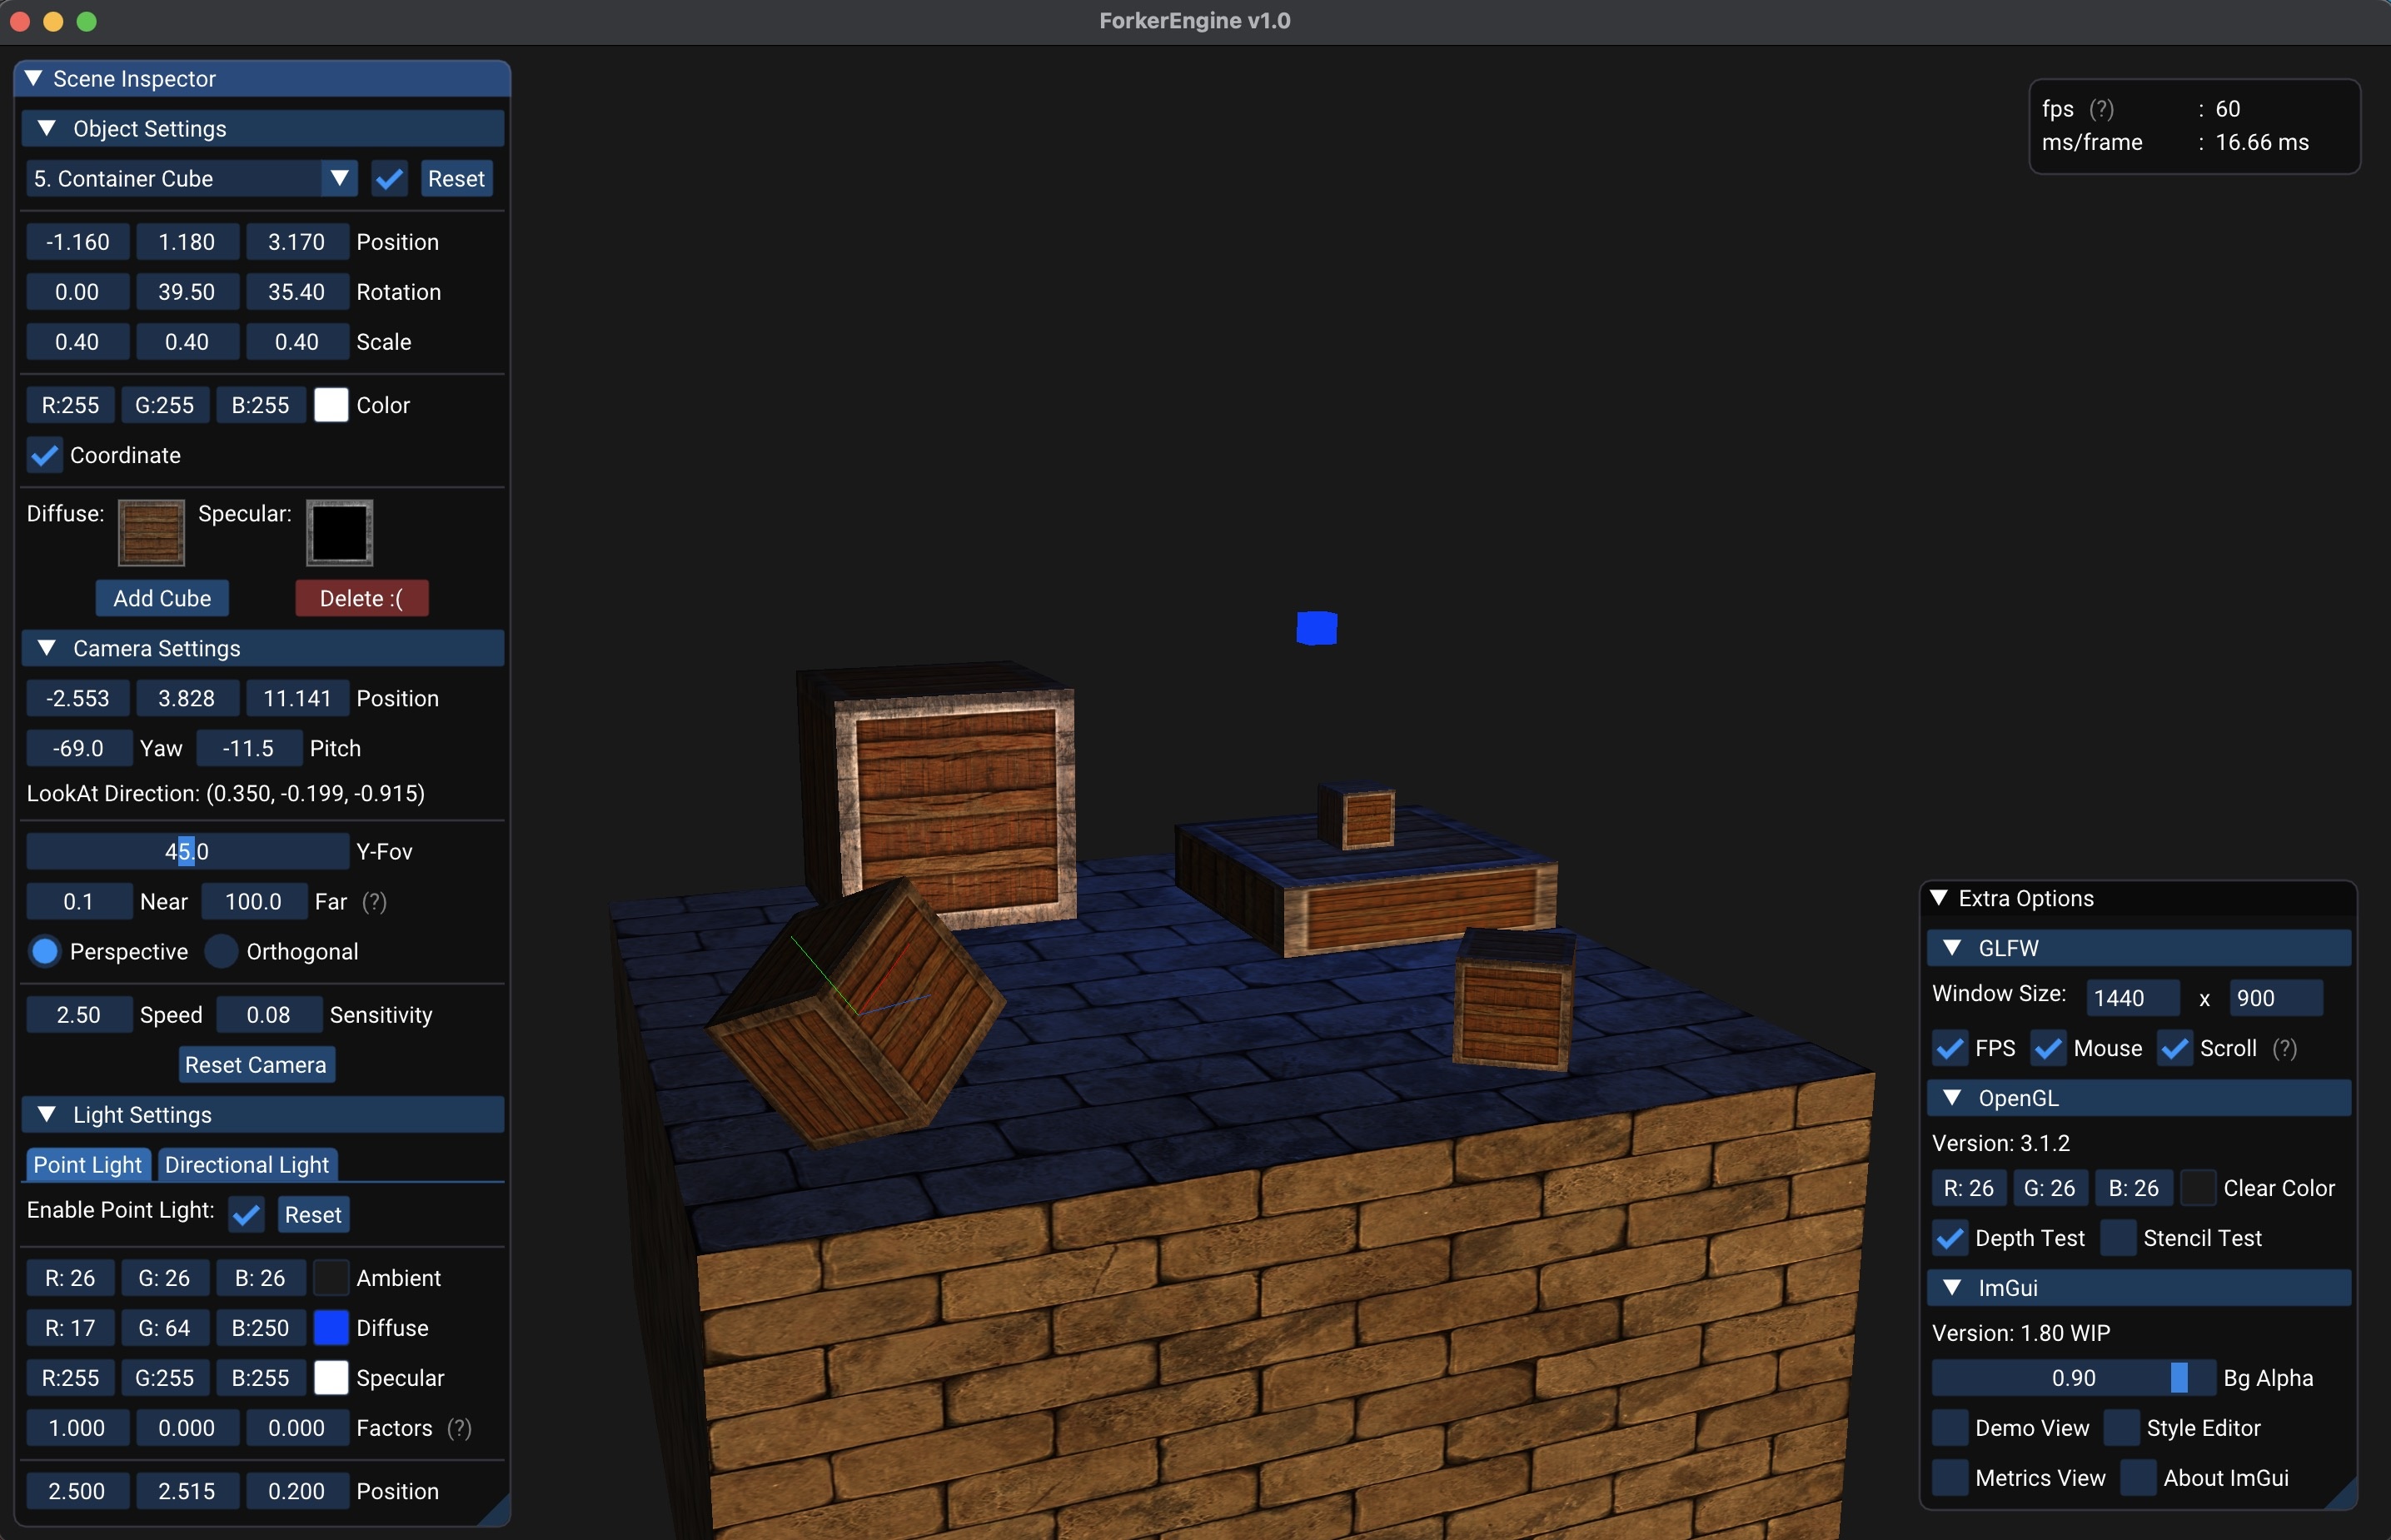 ForkerEngine v1.0
Scene Inspector
Object Settings
5. Container Cube Reset
-1.160 1.180 3.170 Position
0.00 39.50 35.40 Rotation
0.40 0.40 0.40 Scale
R:255 G:255 B:255 Color
Coordinate
Diffuse: Specular:
Add Cube Delete :(
Camera Settings
-2.553 3.828 11.141 Position
-69.0 Yaw -11.5 Pitch
LookAt Direction: (0.350, -0.199, -0.915)
45.0 Y-Fov
0.1 Near 100.0 Far (?)
Perspective Orthogonal
2.50 Speed 0.08 Sensitivity
Reset Camera
Light Settings
Point Light Directional Light
Enable Point Light: Reset
R: 26 G: 26 B: 26 Ambient
R: 17 G: 64 B:250 Diffuse
R:255 G:255 B:255 Specular
1.000 0.000 0.000 Factors (?)
2.500 2.515 0.200 Position
fps (?) : 60
ms/frame : 16.66 ms
Extra Options
GLFW
Window Size: 1440 x 900
FPS Mouse Scroll (?)
OpenGL
Version: 3.1.2
R: 26 G: 26 B: 26 Clear Color
Depth Test Stencil Test
ImGui
Version: 1.80 WIP
0.90 Bg Alpha
Demo View Style Editor
Metrics View About ImGui